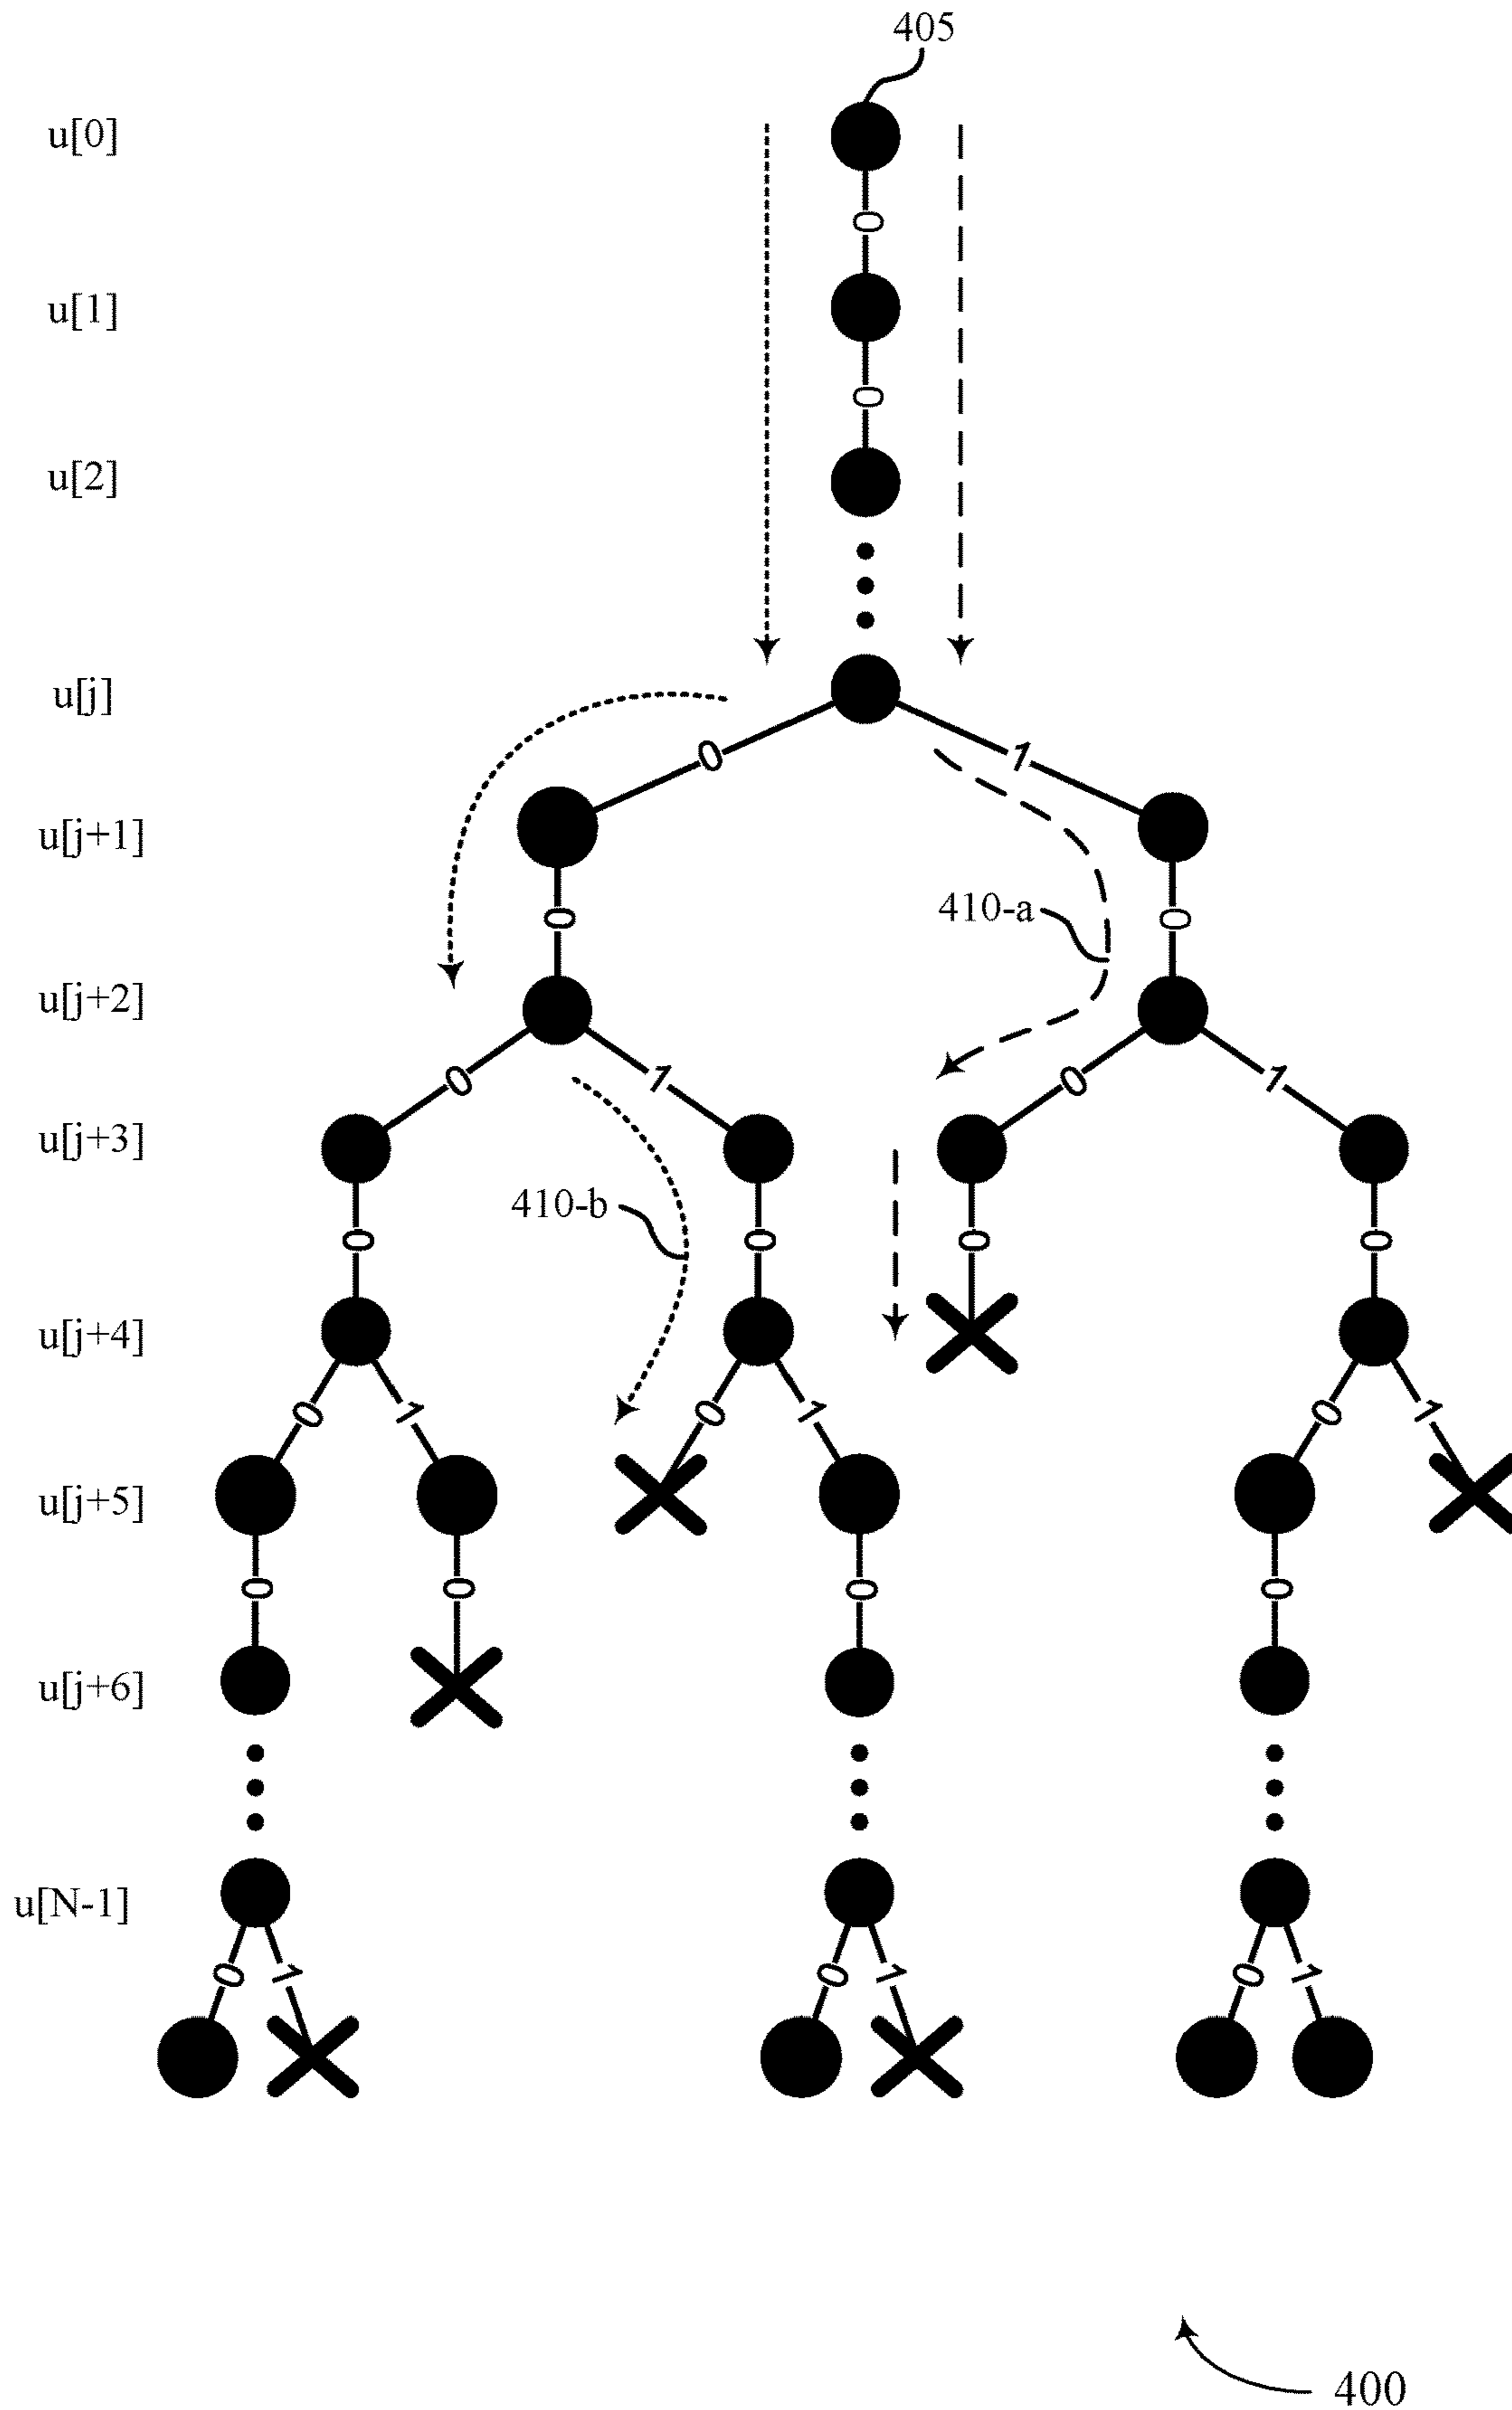 405
u[0]
0
u[1]
0
u[2]
u[j]
0 1
u[j+1]
410-a
0 0
u[j+2]
0 1 0 1
u[j+3]
410-b
0 0 0 0
u[j+4]
0 1 0 1 0 1
u[j+5]
0 0 0 0
u[j+6]
u[N-1]
0 1 0 1 0 1
400